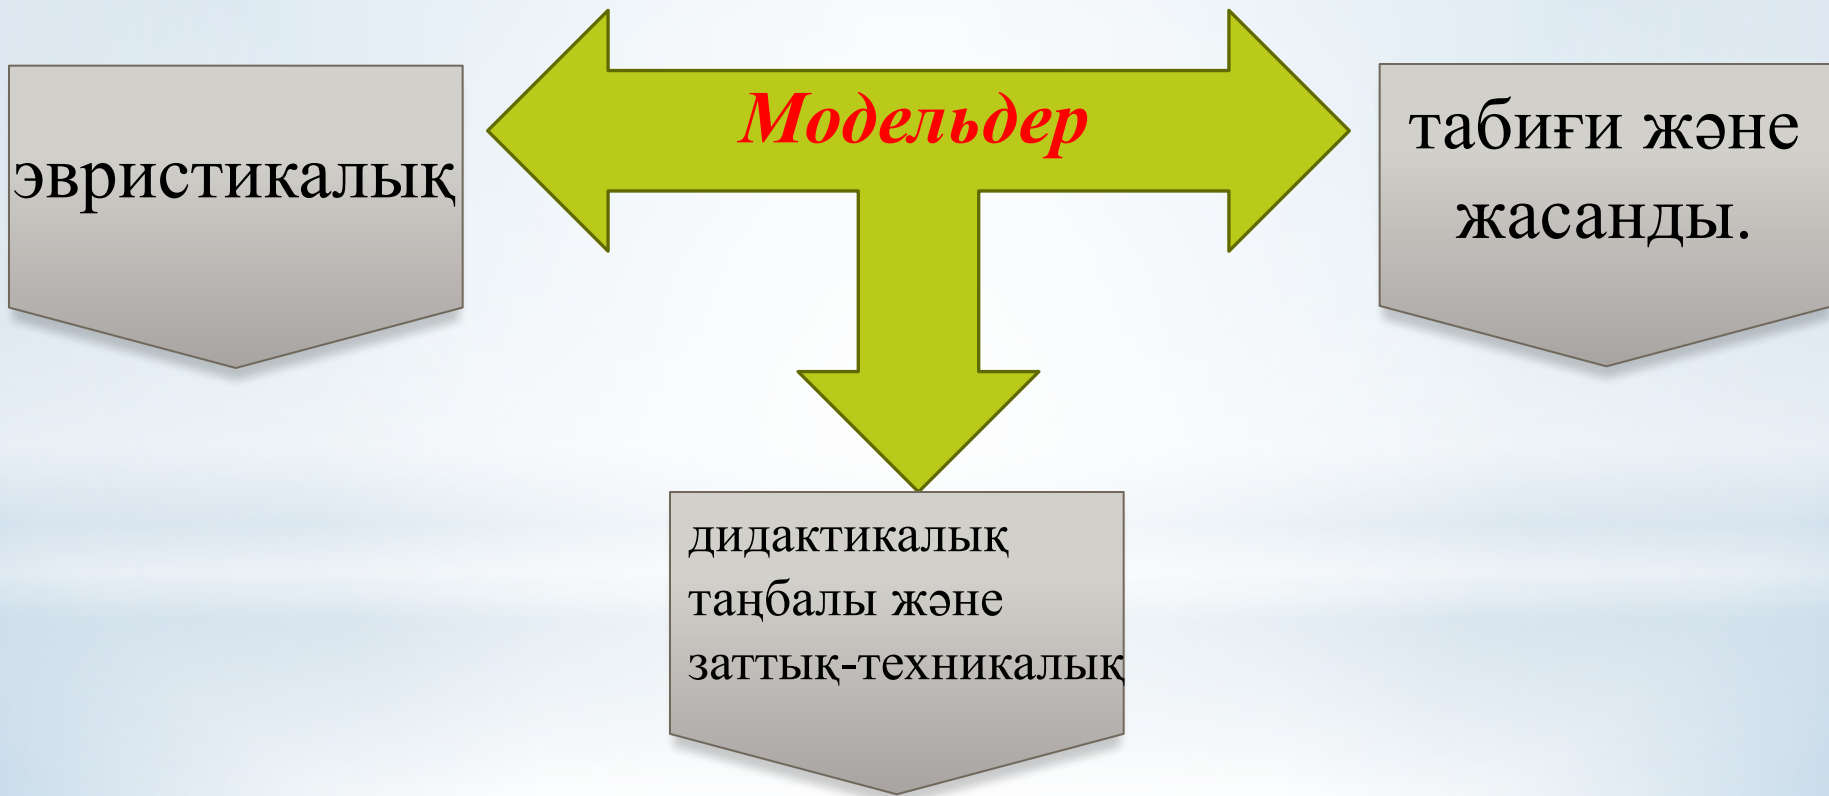 Модельдер
эвристикалық
табиғи және
жасанды.
дидактикалық
таңбалы және
заттық-техникалық